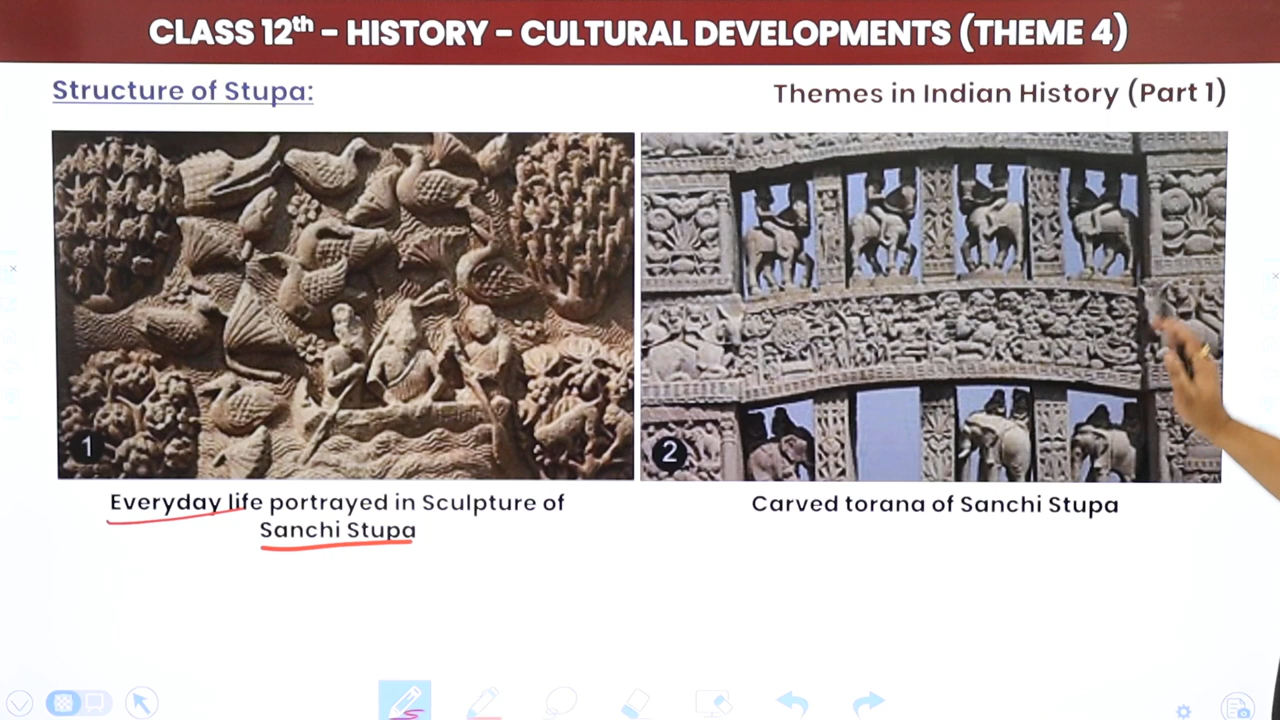 CLASS 12th - HISTORY - CULTURAL DEVELOPMENTS (THEME 4)
Structure of Stupa:
Themes in Indian History (Part 1)
1
2
Everyday life portrayed in Sculpture of
Sanchi Stupa
Carved torana of Sanchi Stupa